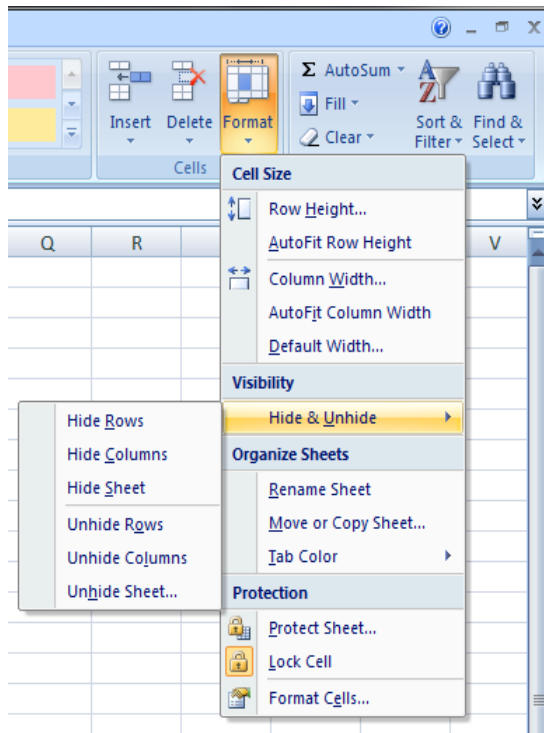 Insert Delete Format
Cells
Σ AutoSum
Fill
Clear
Sort & Filter
Find & Select
Q R V
Cell Size
Row Height...
AutoFit Row Height
Column Width...
AutoFit Column Width
Default Width...
Visibility
Hide & Unhide
Hide Rows
Hide Columns
Hide Sheet
Unhide Rows
Unhide Columns
Unhide Sheet...
Organize Sheets
Rename Sheet
Move or Copy Sheet...
Tab Color
Protection
Protect Sheet...
Lock Cell
Format Cells...